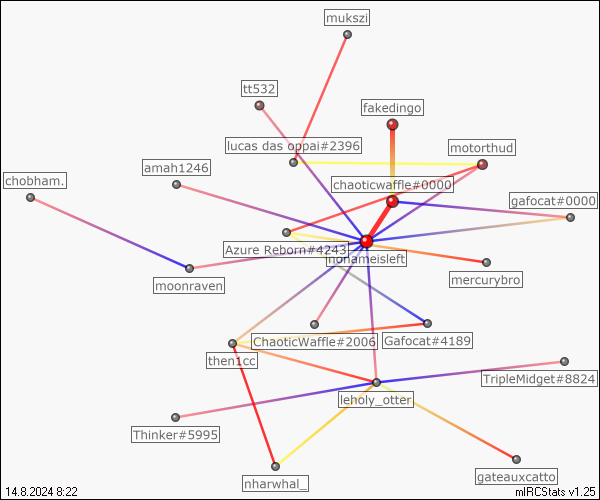 mukszi
tt532
fakedingo
lucas das oppai#2396
motorthud
amah1246
chobham.
chaoticwaffle#0000
gafocat#0000
Azure Reborn#4243
nonameisleft
mercurybro
moonraven
ChaoticWaffle#2006
Gafocat#4189
then1cc
TripleMidget#8824
leholy_otter
Thinker#5995
gateauxcatto
nharwhal_
14.8.2024 8:22
mIRCStats v1.25